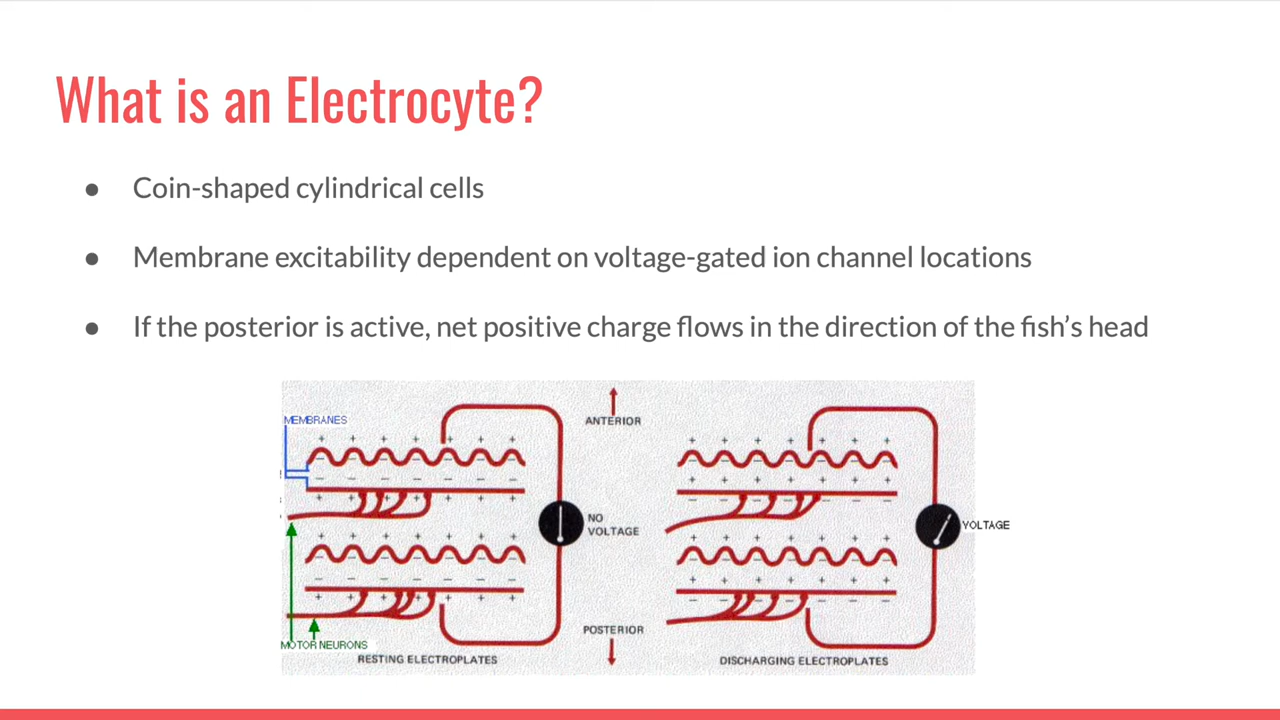 What is an Electrocyte?
● Coin-shaped cylindrical cells
● Membrane excitability dependent on voltage-gated ion channel locations
● If the posterior is active, net positive charge flows in the direction of the fish's head
MEMBRANES
ANTERIOR
NO
VOLTAGE
VOLTAGE
POSTERIOR
MOTOR NEURONS
RESTING ELECTROPLATES
DISCHARGING ELECTROPLATES